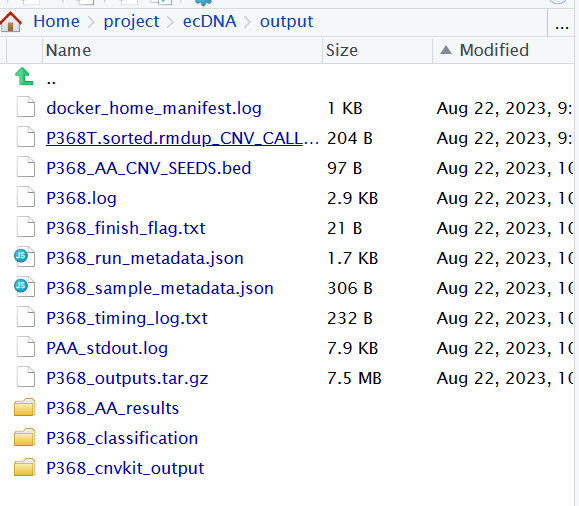 Home project ecDNA output ...
Name Size Modified
..
docker_home_manifest.log 1 KB Aug 22, 2023, 9:
P368T.sorted.rmdup_CNV_CALL... 204 B Aug 22, 2023, 9:
P368_AA_CNV_SEEDS.bed 97 B Aug 22, 2023, 10
P368.log 2.9 KB Aug 22, 2023, 10
P368_finish_flag.txt 21 B Aug 22, 2023, 10
JS P368_run_metadata.json 1.7 KB Aug 22, 2023, 10
JS P368_sample_metadata.json 306 B Aug 22, 2023, 10
P368_timing_log.txt 232 B Aug 22, 2023, 10
PAA_stdout.log 7.9 KB Aug 22, 2023, 10
P368_outputs.tar.gz 7.5 MB Aug 22, 2023, 10
P368_AA_results
P368_classification
P368_cnvkit_output